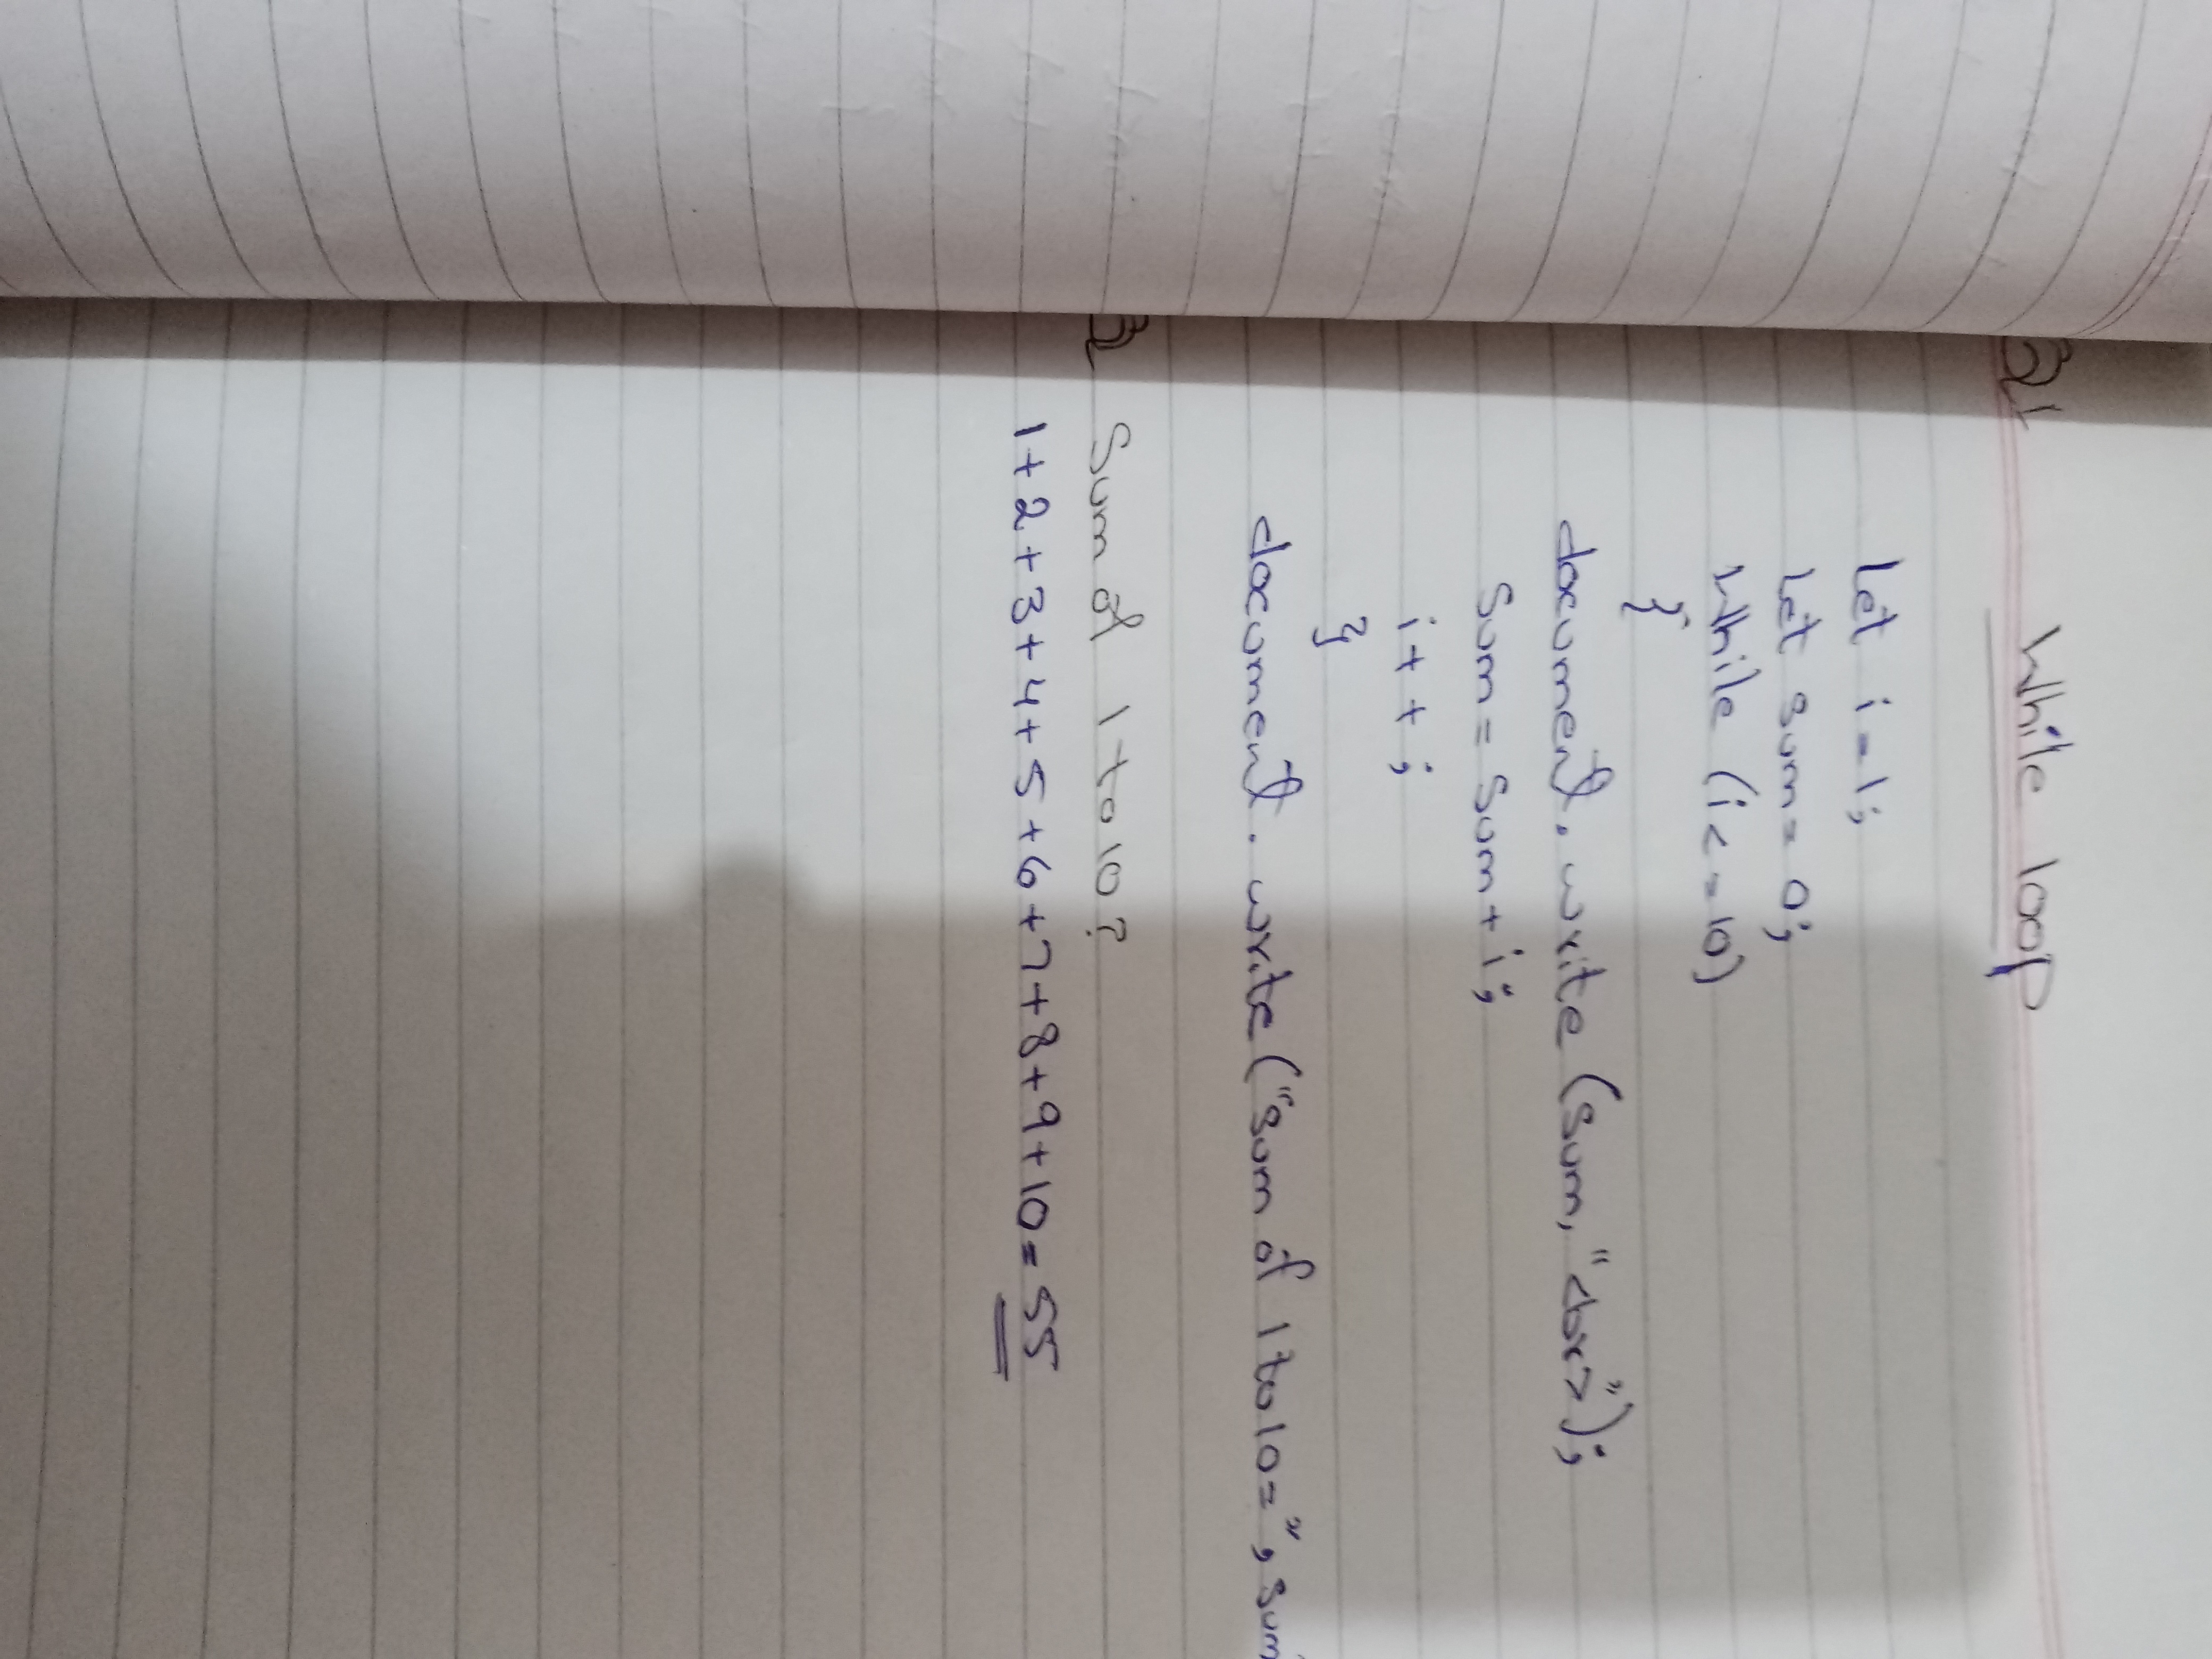 While loop
Let i = 1;
Let sum = 0;
While (i <= 10)
{
document.write (sum, "<br>");
Sum = Sum + i;
i++;
}
document.write ("sum of 1 to 10=", sum
Sum of 1 to 10?
1+2+3+4+5+6+7+8+9+10=55